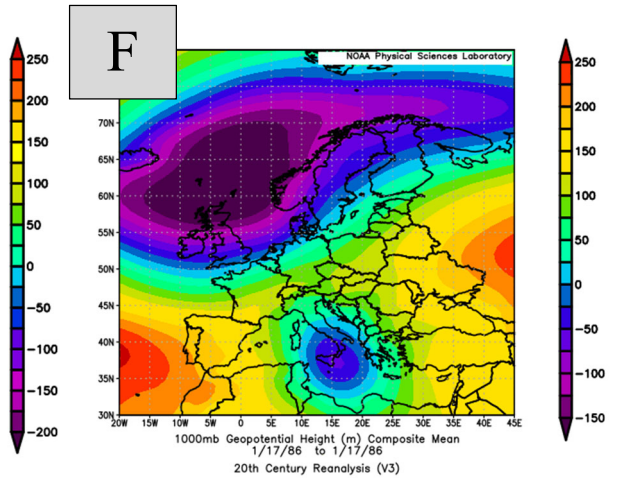 F
NOAA Physical Sciences Laboratory
250
200
150
100
50
0
−50
−100
−150
−200
70N
65N
60N
55N
50N
45N
40N
35N
30N
20W 15W 10W 5W 0 5E 10E 15E 20E 25E 30E 35E 40E 45E
250
200
150
100
50
0
−50
−100
−150
1000mb Geopotential Height (m) Composite Mean
1/17/86 to 1/17/86
20th Century Reanalysis (V3)